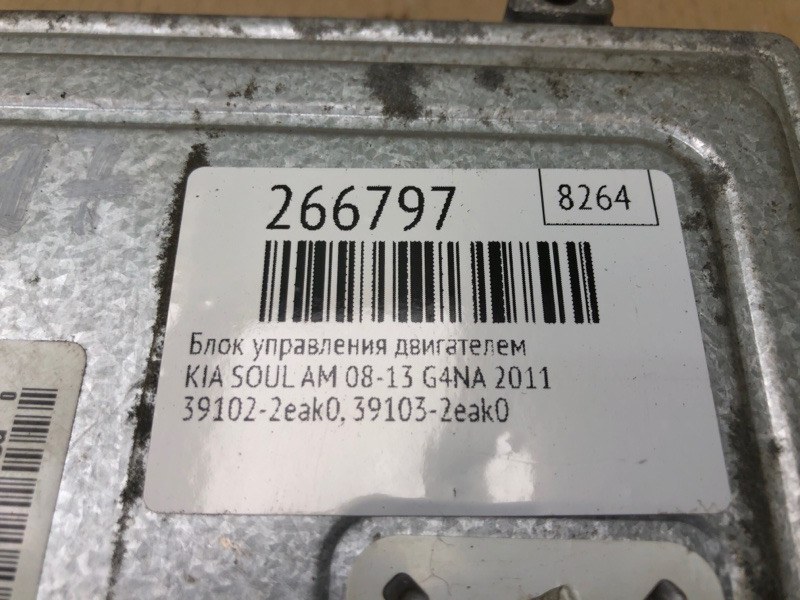 266797
8264
Блок управления двигателем
KIA SOUL AM 08-13 G4NA 2011
39102-2eak0, 39103-2eak0